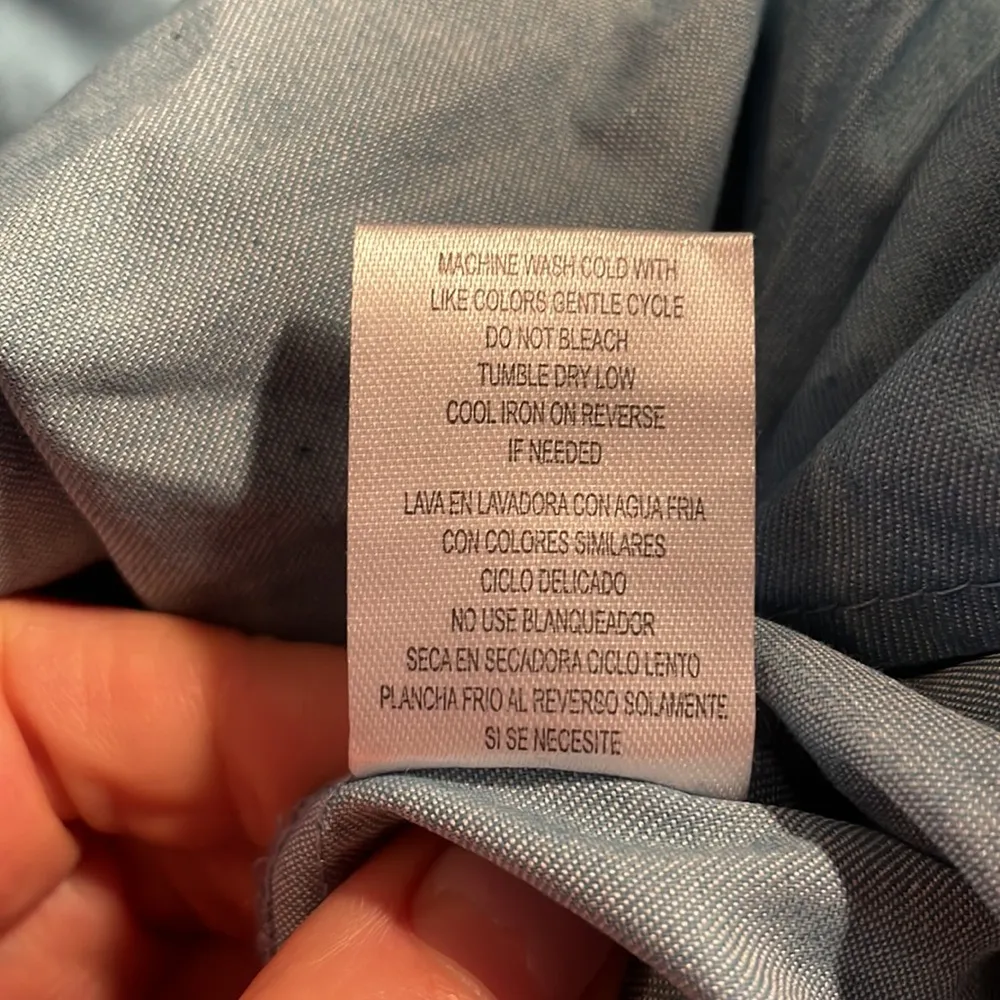 MACHINE WASH COLD WITH
LIKE COLORS GENTLE CYCLE
DO NOT BLEACH
TUMBLE DRY LOW
COOL IRON ON REVERSE
IF NEEDED
LAVA EN LAVADORA CON AGUA FRIA
CON COLORES SIMILARES
CICLO DELICADO
NO USE BLANQUEADOR
SECA EN SECADORA CICLO LENTO
PLANCHA FRIO AL REVERSO SOLAMENTE
SI SE NECESITE